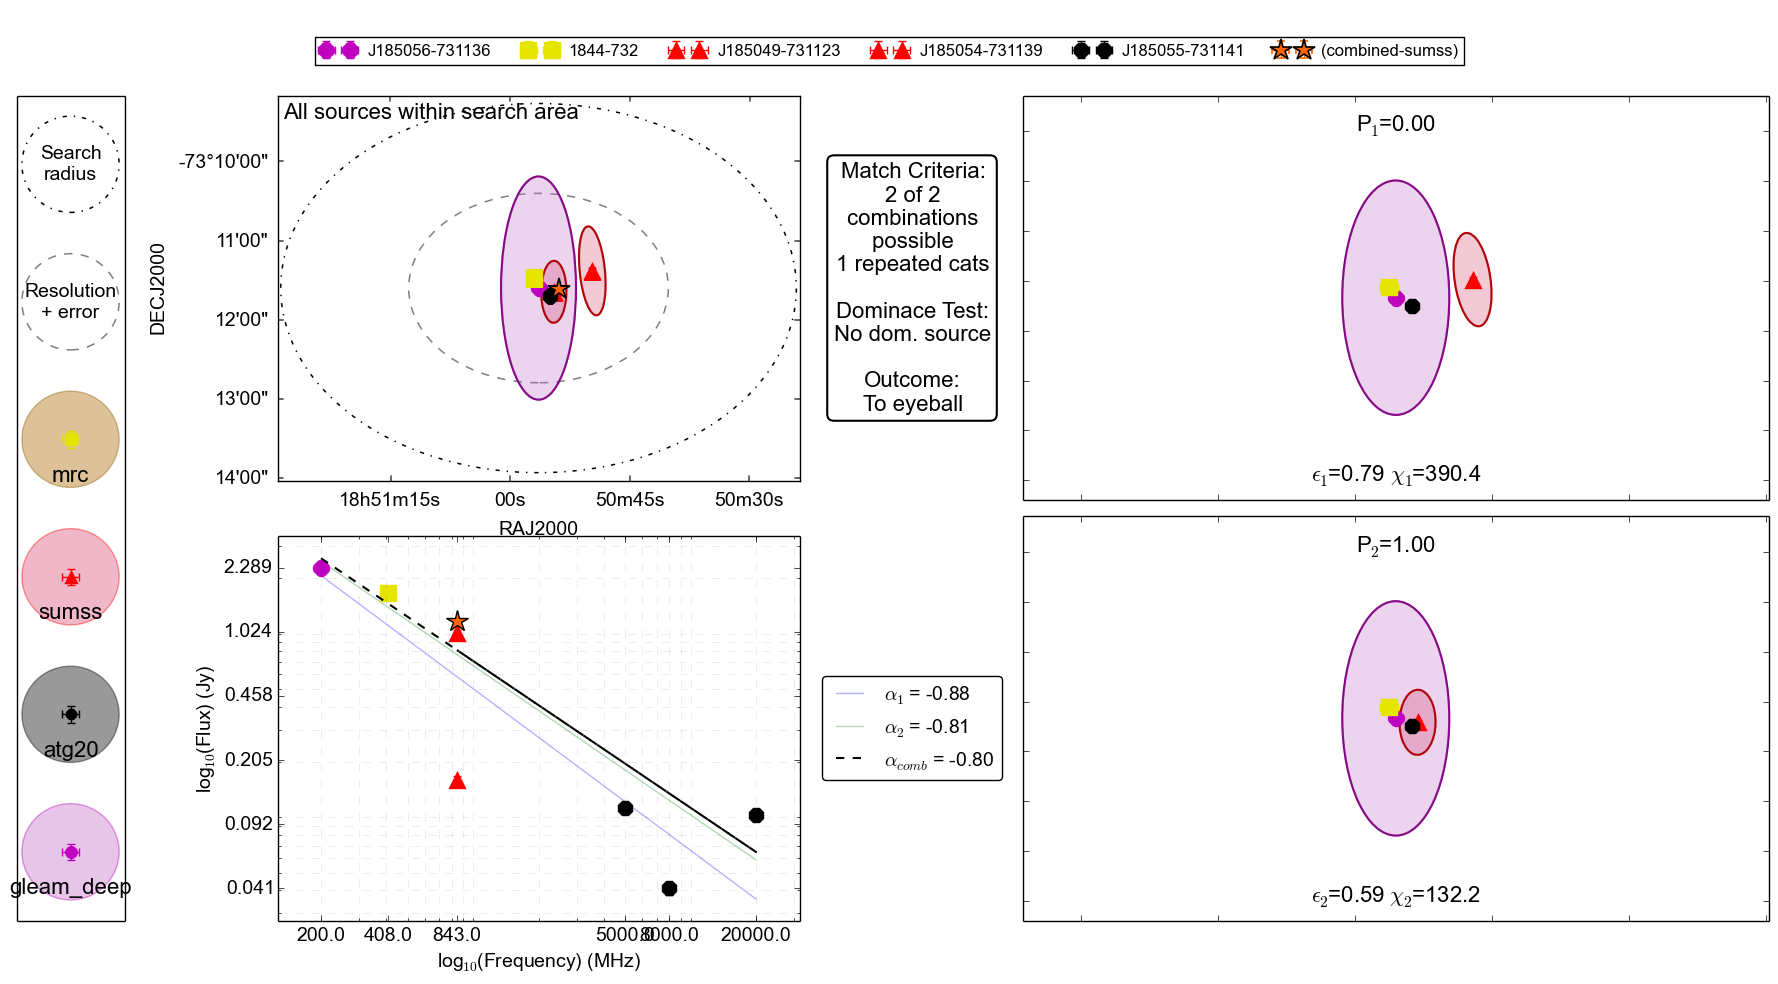 J185056-731136 1844-732 J185049-731123 J185054-731139 J185055-731141 (combined-sumss)
Search
radius
Resolution
+ error
mrc
sumss
atg20
gleam_deep
All sources within search area
DECJ2000
-73°10'00"
11'00"
12'00"
13'00"
14'00"
18h51m15s 00s 50m45s 50m30s
RAJ2000
Match Criteria:
2 of 2
combinations
possible
1 repeated cats
Dominace Test:
No dom. source
Outcome:
To eyeball
P1=0.00
ϵ1=0.79 χ1=390.4
log10(Flux) (Jy)
2.289
1.024
0.458
0.205
0.092
0.041
200.0 408.0 843.0 5000.0 8000.0 20000.0
log10(Frequency) (MHz)
α1 = -0.88
α2 = -0.81
αcomb = -0.80
P2=1.00
ϵ2=0.59 χ2=132.2